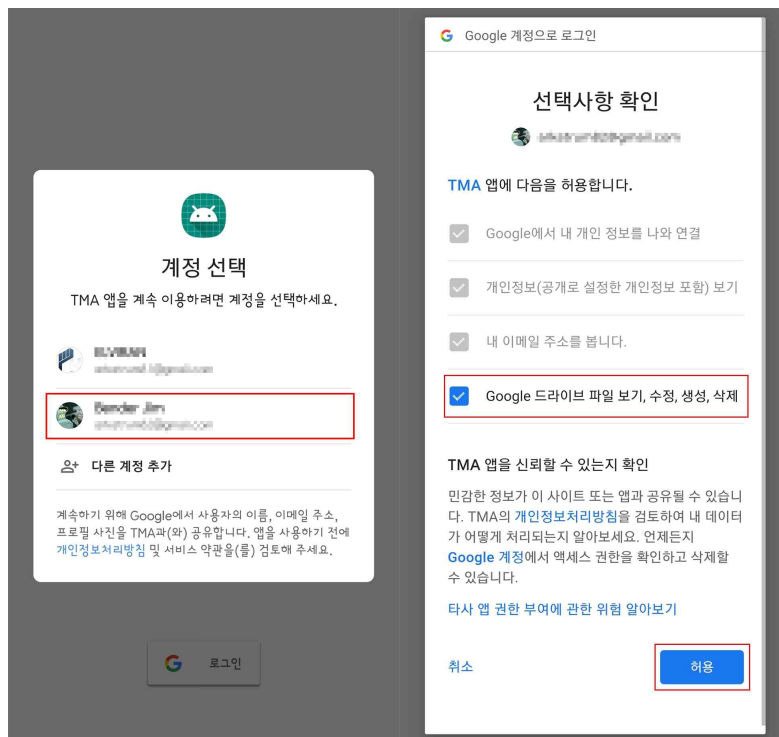 계정 선택
TMA 앱을 계속 이용하려면 계정을 선택하세요.
다른 계정 추가
계속하기 위해 Google에서 사용자의 이름, 이메일 주소,
프로필 사진을 TMA과(와) 공유합니다. 앱을 사용하기 전에
개인정보처리방침 및 서비스 약관을(를) 검토해 주세요.
로그인
Google 계정으로 로그인
선택사항 확인
TMA 앱에 다음을 허용합니다.
Google에서 내 개인 정보를 나와 연결
개인정보(공개로 설정한 개인정보 포함) 보기
내 이메일 주소를 봅니다.
Google 드라이브 파일 보기, 수정, 생성, 삭제
TMA 앱을 신뢰할 수 있는지 확인
민감한 정보가 이 사이트 또는 앱과 공유될 수 있습니
다. TMA의 개인정보처리방침을 검토하여 내 데이터
가 어떻게 처리되는지 알아보세요. 언제든지
Google 계정에서 액세스 권한을 확인하고 삭제할
수 있습니다.
타사 앱 권한 부여에 관한 위험 알아보기
취소
허용